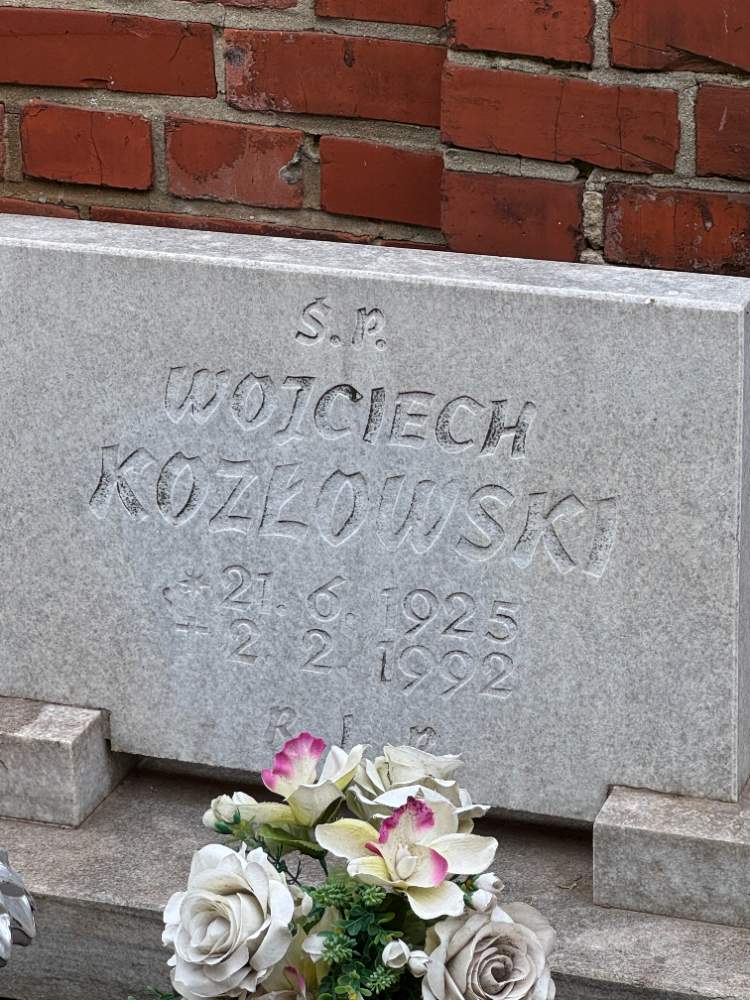 Ś.P.
WOJCIECH
KOZŁOWSKI
* 21. 6. 1925
+ 2. 2. 1992
R I P